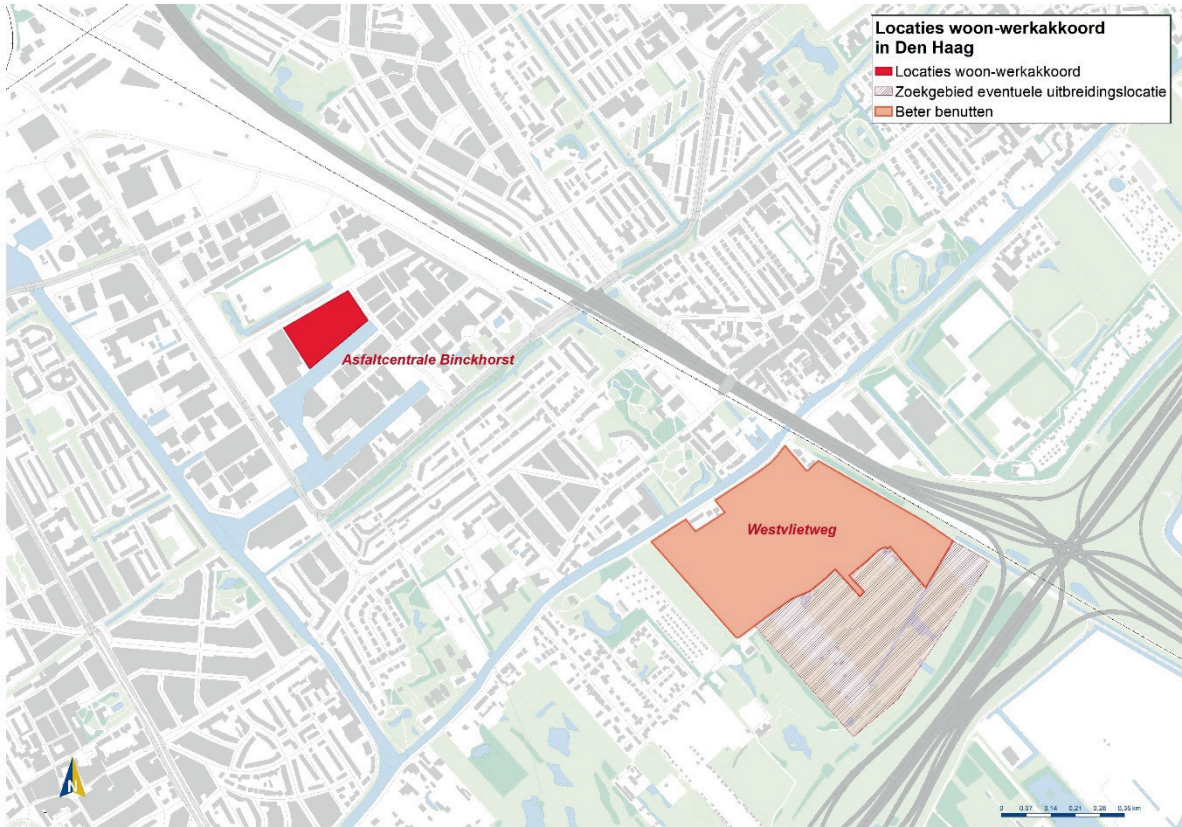 Locaties woon-werkakkoord
in Den Haag
Locaties woon-werkakkoord
Zoekgebied eventuele uitbreidingslocatie
Beter benutten
Asfaltcentrale Binckhorst
Westvlietweg
N
0 0,07 0,14 0,21 0,28 0,35 km